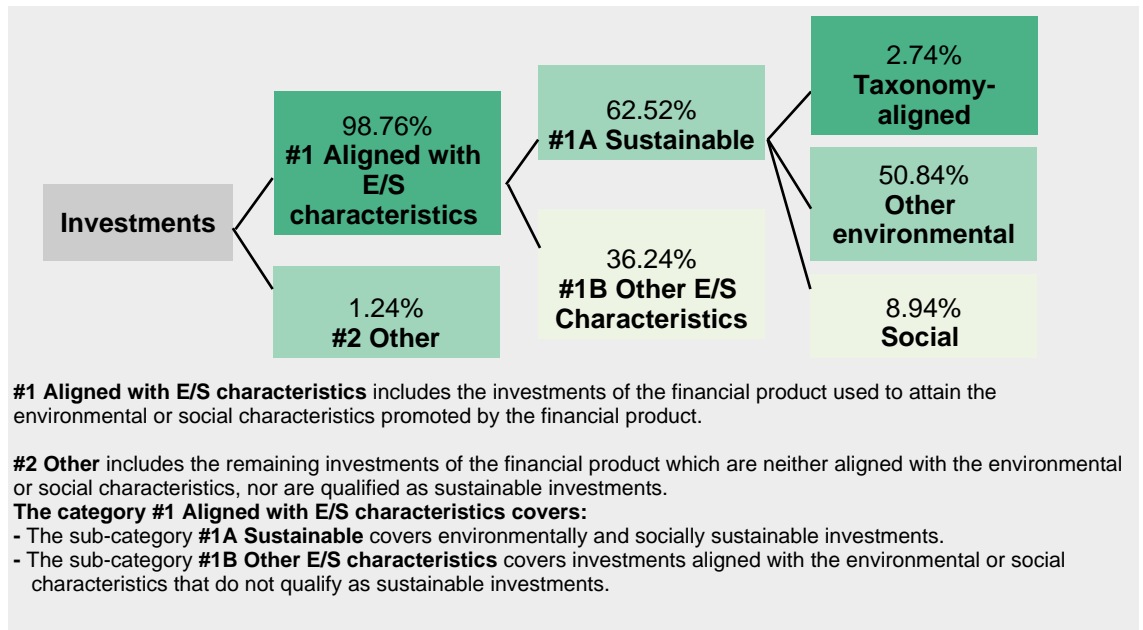 Investments
98.76%
#1 Aligned with
E/S
characteristics
1.24%
#2 Other
62.52%
#1A Sustainable
36.24%
#1B Other E/S
Characteristics
2.74%
Taxonomy-
aligned
50.84%
Other
environmental
8.94%
Social
#1 Aligned with E/S characteristics includes the investments of the financial product used to attain the
environmental or social characteristics promoted by the financial product.
#2 Other includes the remaining investments of the financial product which are neither aligned with the environmental
or social characteristics, nor are qualified as sustainable investments.
The category #1 Aligned with E/S characteristics covers:
- The sub-category #1A Sustainable covers environmentally and socially sustainable investments.
- The sub-category #1B Other E/S characteristics covers investments aligned with the environmental or social
characteristics that do not qualify as sustainable investments.